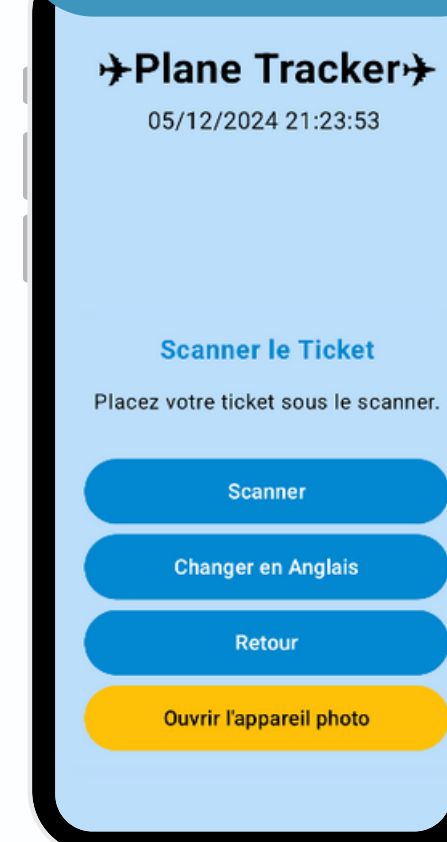 ✈Plane Tracker✈
05/12/2024 21:23:53
Scanner le Ticket
Placez votre ticket sous le scanner.
Scanner
Changer en Anglais
Retour
Ouvrir l'appareil photo